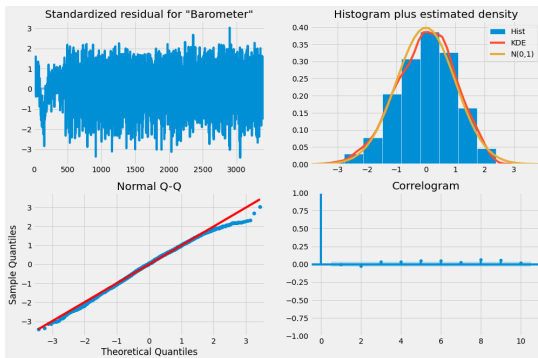 Standardized residual for "Barometer"
3
2
1
0
−1
−2
−3
0 500 1000 1500 2000 2500 3000
Histogram plus estimated density
Hist
KDE
N(0,1)
0.40
0.35
0.30
0.25
0.20
0.15
0.10
0.05
0.00
−3 −2 −1 0 1 2 3
Normal Q-Q
Sample Quantiles
3
2
1
0
−1
−2
−3
−3 −2 −1 0 1 2 3
Theoretical Quantiles
Correlogram
1.00
0.75
0.50
0.25
0.00
−0.25
−0.50
−0.75
−1.00
0 2 4 6 8 10